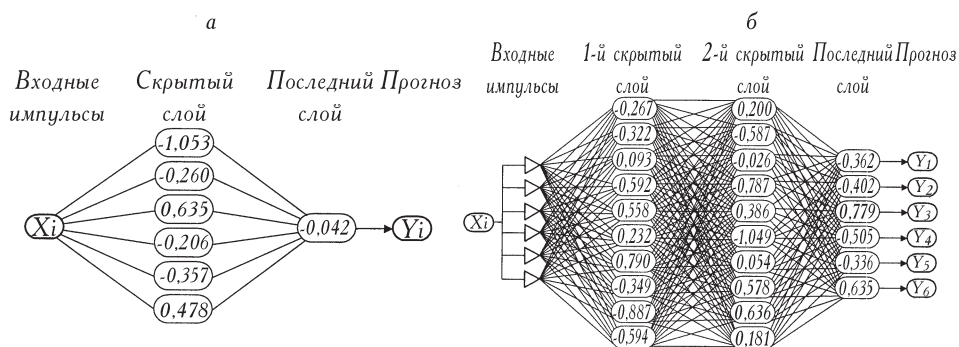 а
Входные Скрытый Последний Прогноз
импульсы слой слой
-1,053
-0,260
0,635
Xi -0,042 Yi
-0,206
-0,357
0,478
б
Входные 1-й скрытый 2-й скрытый Последний Прогноз
импульсы слой слой слой
-0,267 0,200
-0,322 -0,587
0,093 -0,026 -0,362 Y1
-0,592 -0,787 -0,402 Y2
0,558 0,386 0,779 Y3
Xi
0,232 -1,049 0,505 Y4
0,790 0,054 -0,336 Y5
-0,349 0,578 0,635 Y6
-0,887 0,636
-0,594 0,181